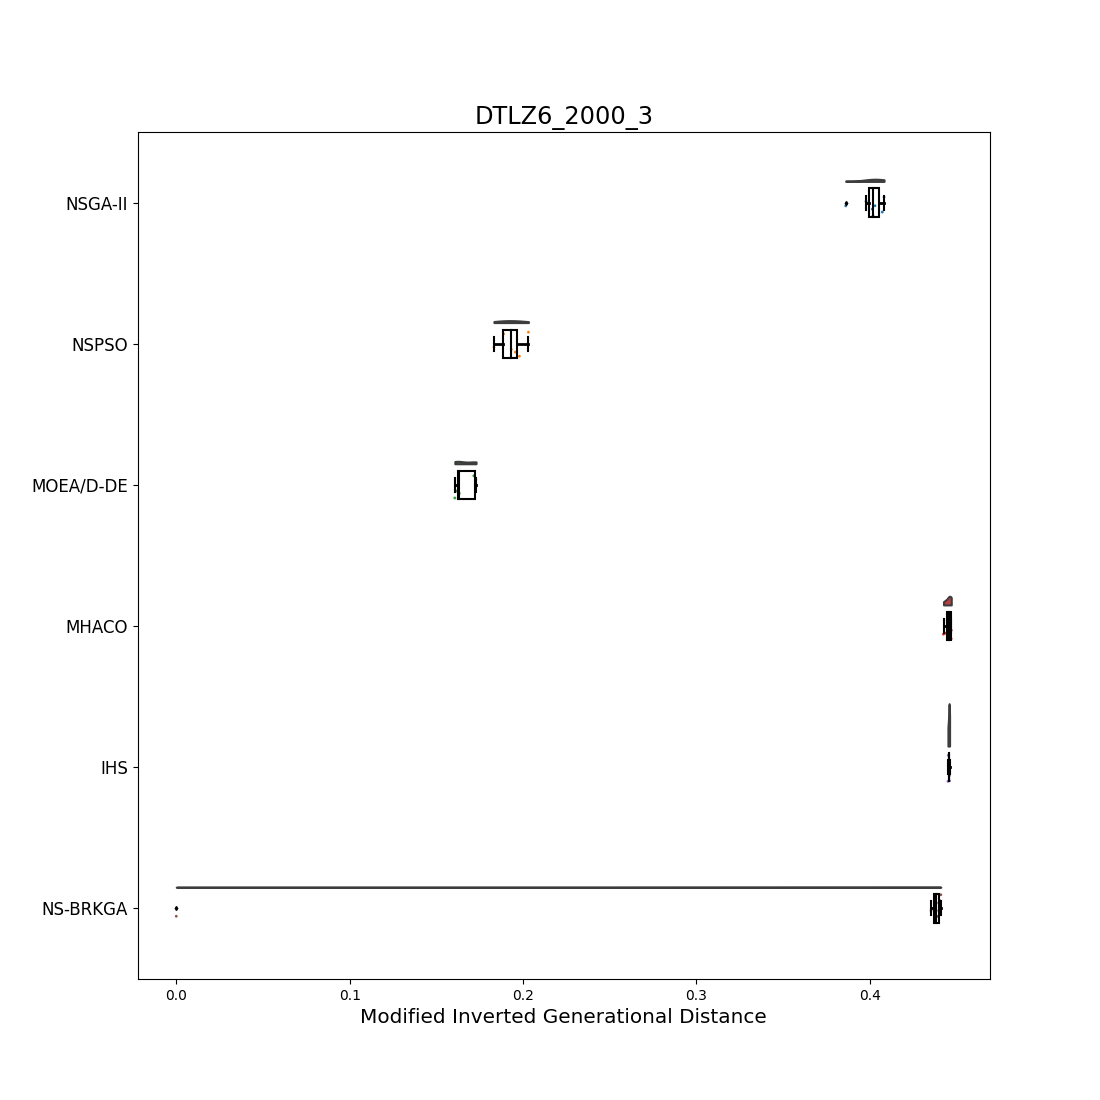 DTLZ6_2000_3
NSGA-II
NSPSO
MOEA/D-DE
MHACO
IHS
NS-BRKGA
0.0 0.1 0.2 0.3 0.4
Modified Inverted Generational Distance